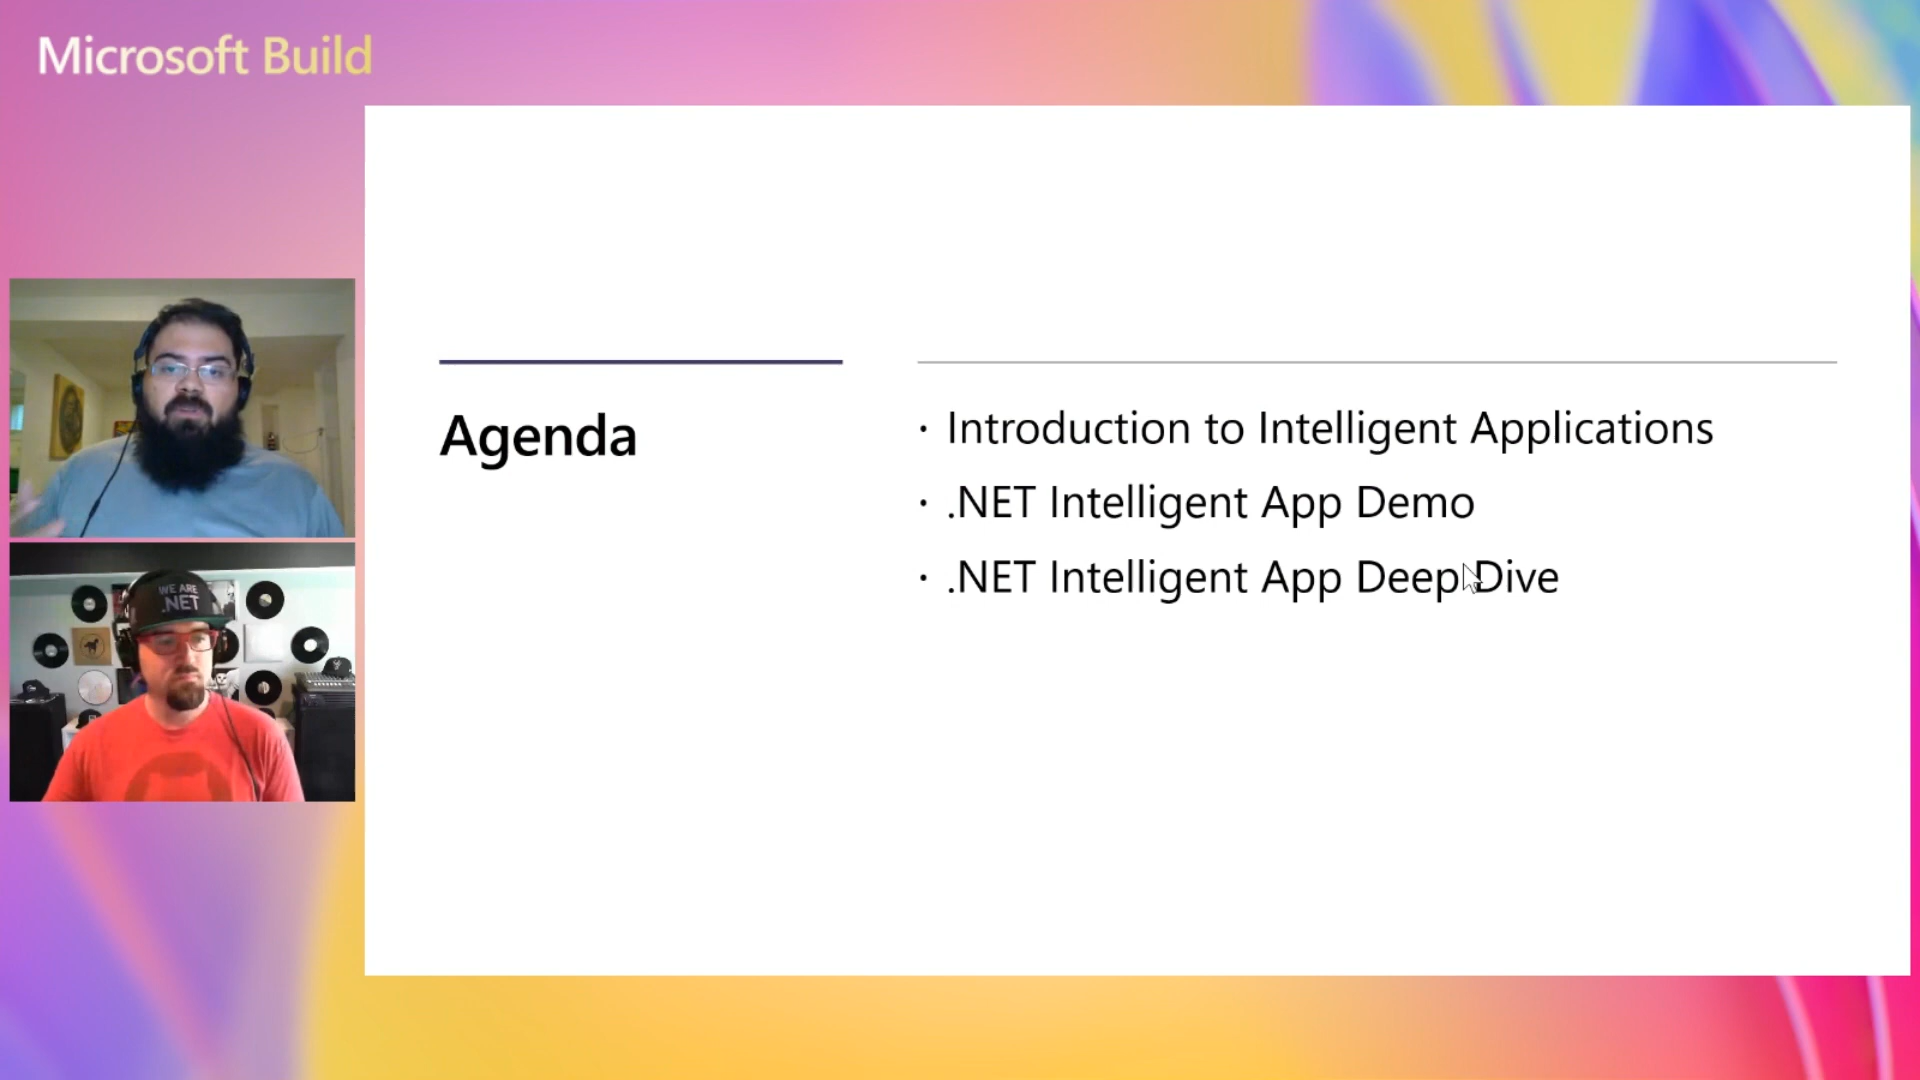 Microsoft Build
Agenda
· Introduction to Intelligent Applications
· .NET Intelligent App Demo
· .NET Intelligent App Deep Dive
WE ARE
.NET